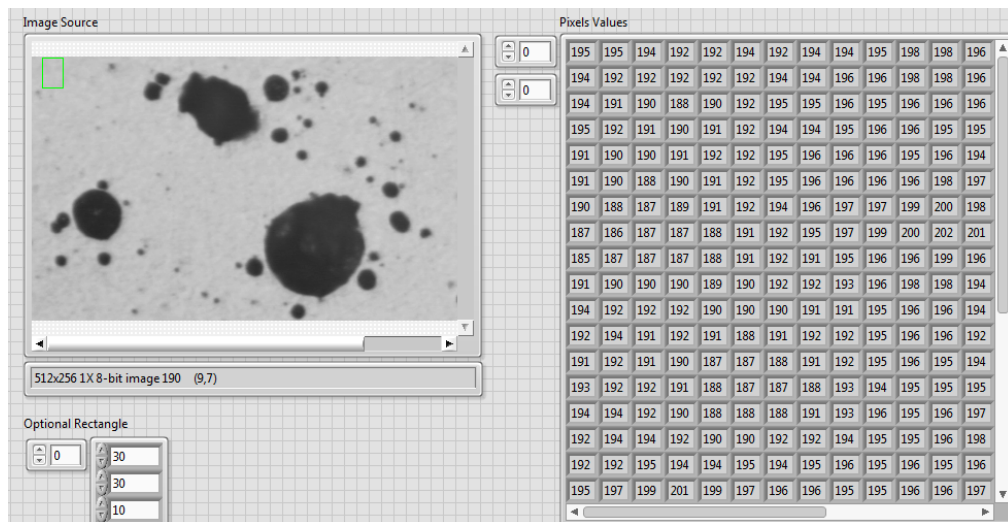 Image Source
Pixels Values
0
0
195 195 194 192 192 194 192 194 194 195 198 198 196
194 192 192 192 192 192 194 194 196 196 198 198 196
194 191 190 188 190 192 195 195 196 195 196 196 196
195 192 191 190 191 192 194 194 195 196 196 195 195
191 190 190 191 192 192 195 196 196 196 195 196 194
191 190 188 190 191 192 195 196 196 196 196 198 197
190 188 187 189 191 192 194 196 197 197 199 200 198
187 186 187 187 188 191 192 195 197 199 200 202 201
185 187 187 187 188 191 192 191 195 196 196 199 196
191 190 190 190 189 190 192 192 193 196 198 198 194
194 192 192 192 190 190 190 191 191 195 196 196 194
192 194 191 192 191 188 191 192 192 195 196 196 192
191 192 191 190 187 187 188 191 192 195 196 195 194
193 192 192 191 188 187 187 188 193 194 195 195 195
194 194 192 190 188 188 188 191 193 196 195 196 197
192 194 194 192 190 190 192 192 194 195 196 196 198
192 192 195 194 194 195 194 195 196 195 195 195 196
195 197 199 201 199 197 196 196 195 195 196 196 197
512x256 1X 8-bit image 190 (9,7)
Optional Rectangle
0
30
30
10